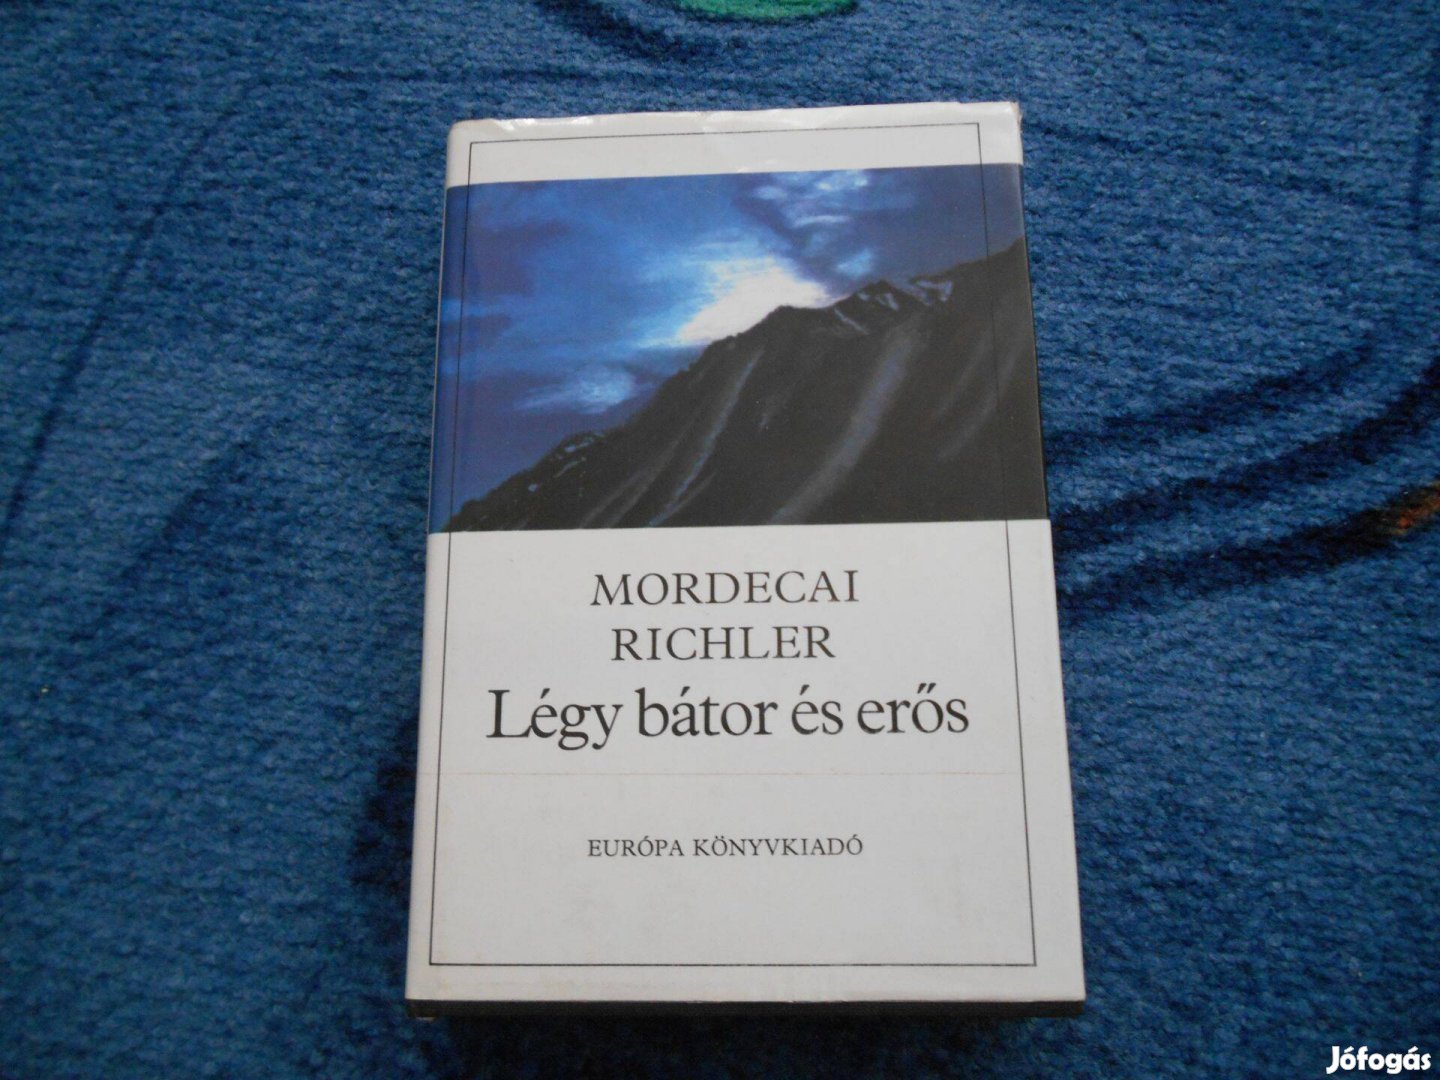 MORDECAI
RICHLER
Légy bátor és erős
EURÓPA KÖNYVKIADÓ
Jófogás